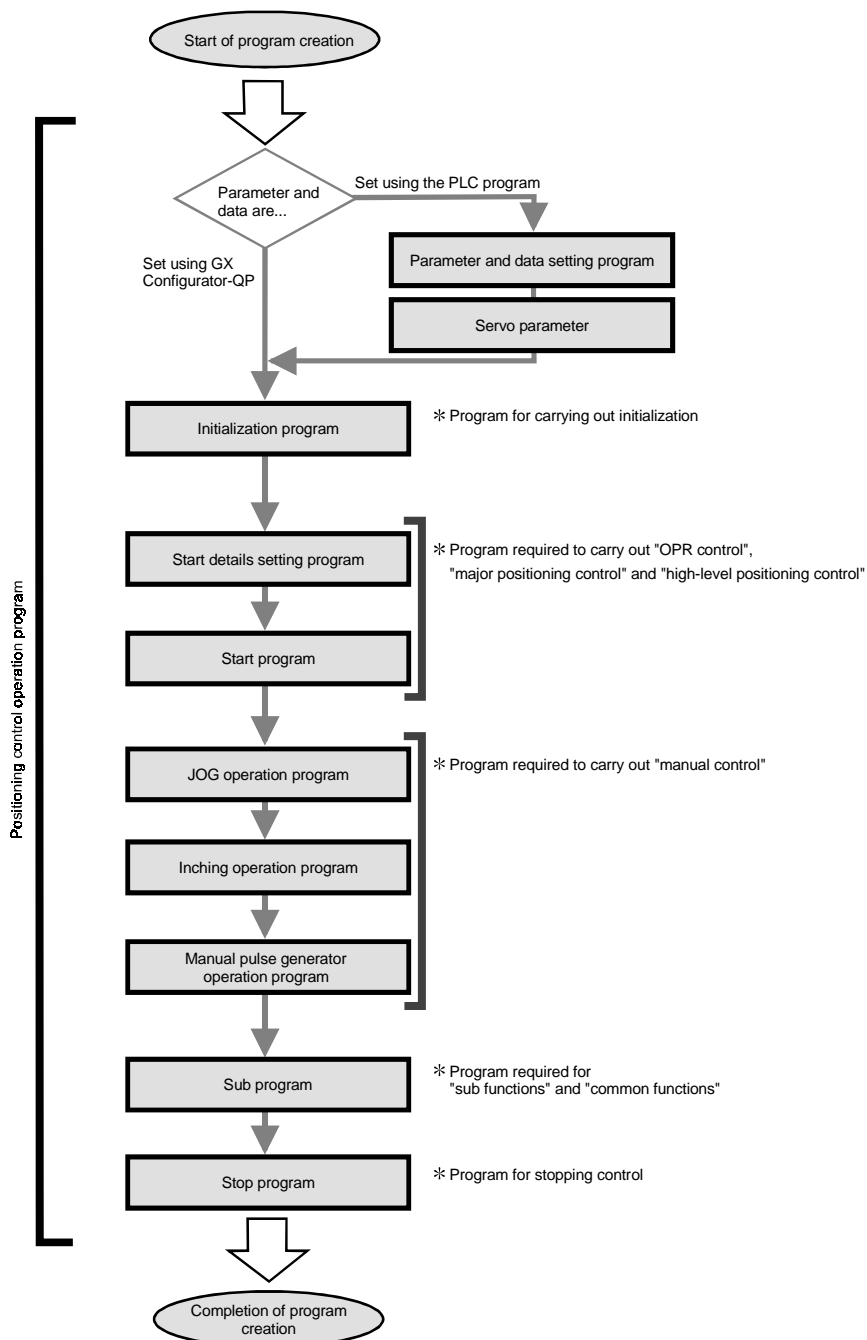 Start of program creation
Positioning control operation program
Parameter and
data are...
Set using the PLC program
Set using GX
Configurator-QP
Parameter and data setting program
Servo parameter
Initialization program
* Program for carrying out initialization
Start details setting program
* Program required to carry out "OPR control",
"major positioning control" and "high-level positioning control"
Start program
JOG operation program
* Program required to carry out "manual control"
Inching operation program
Manual pulse generator
operation program
Sub program
* Program required for
"sub functions" and "common functions"
Stop program
* Program for stopping control
Completion of program
creation